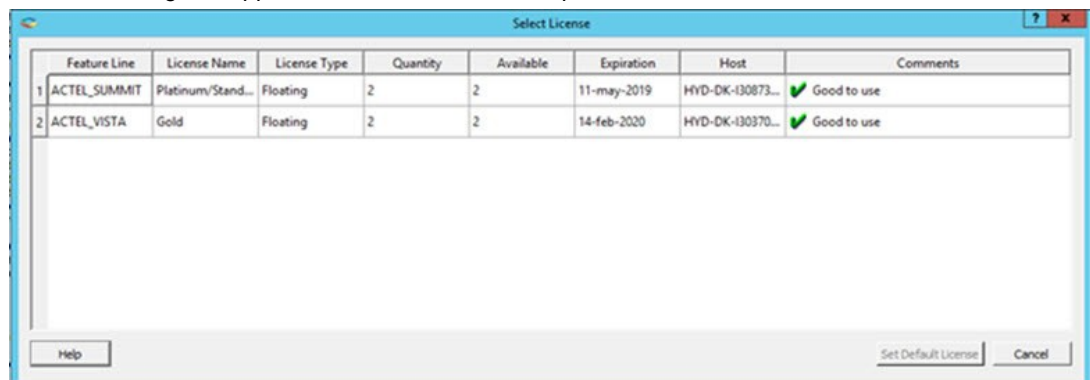 Select License ? X
Feature Line License Name License Type Quantity Available Expiration Host Comments
1 ACTEL_SUMMIT Platinum/Stand... Floating 2 2 11-may-2019 HYD-DK-I30873... Good to use
2 ACTEL_VISTA Gold Floating 2 2 14-feb-2020 HYD-DK-I30370... Good to use
Help Set Default License Cancel